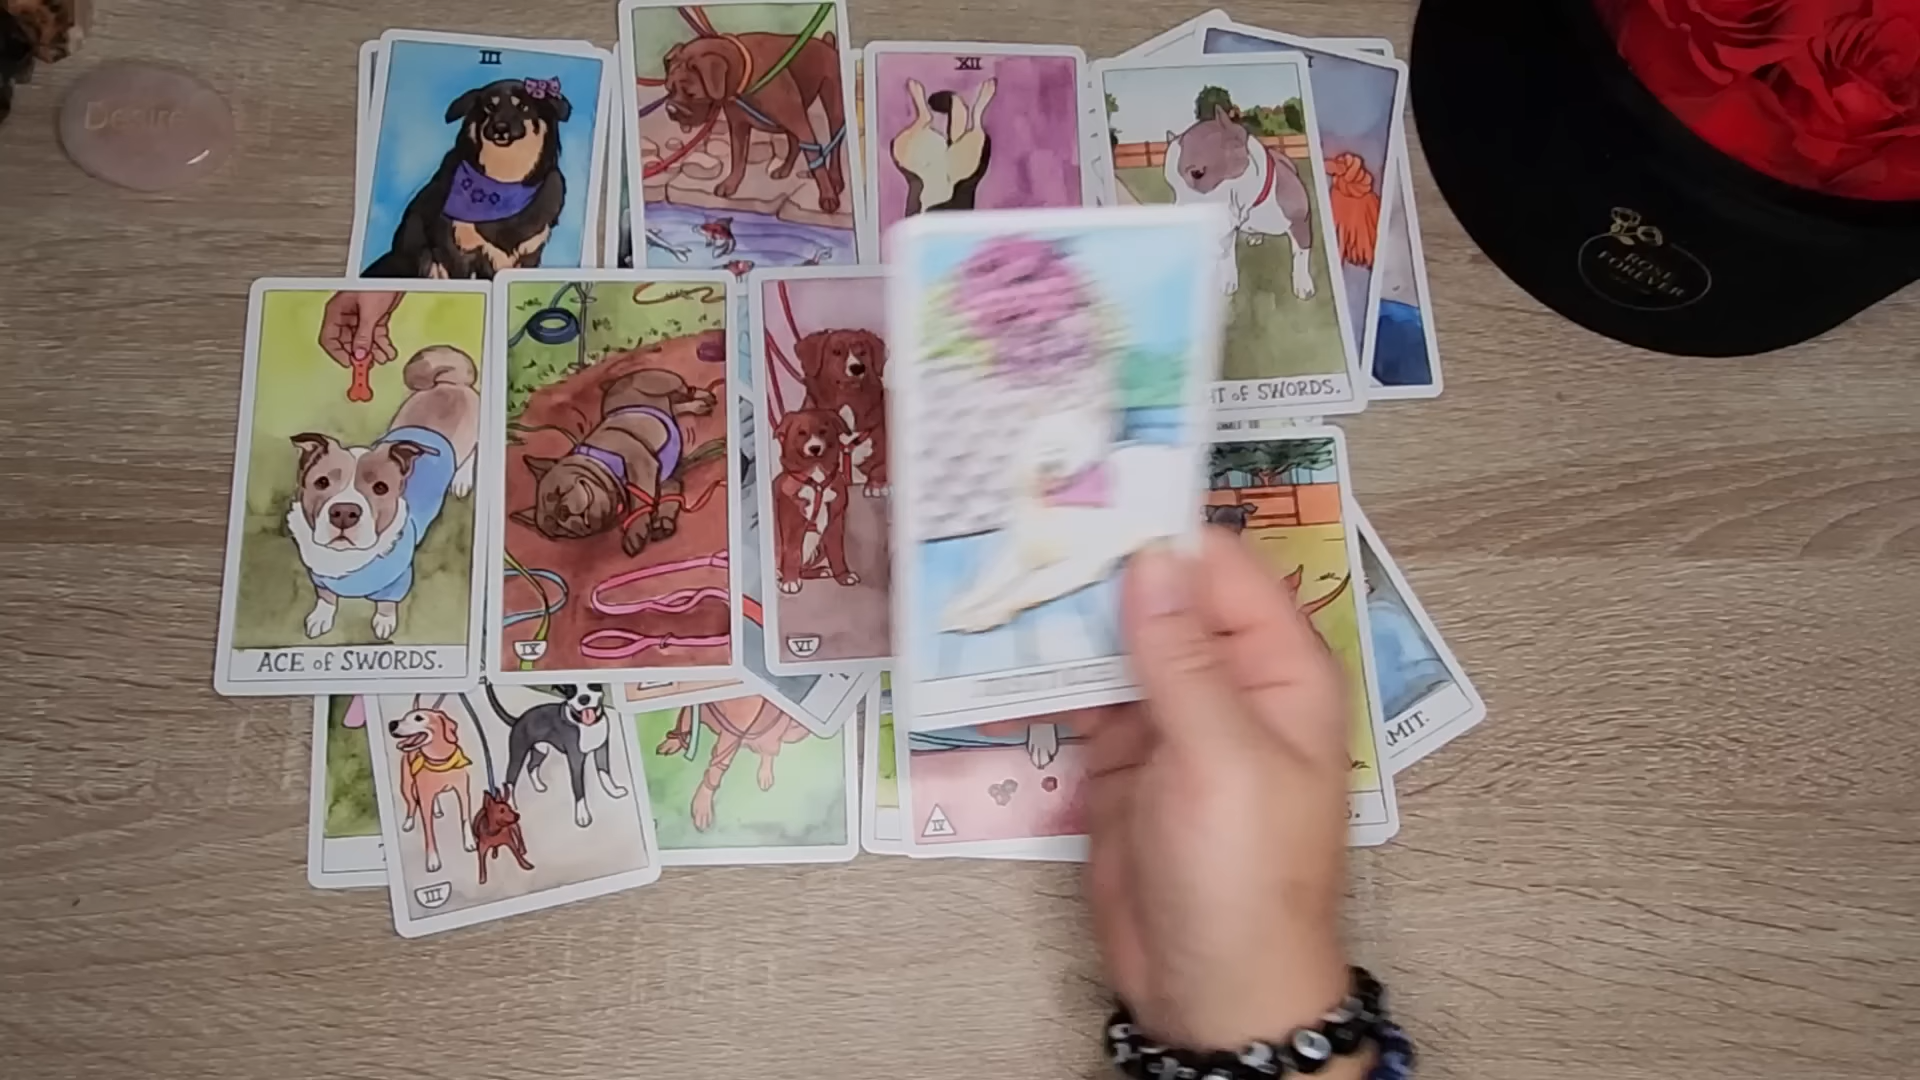 III
XII
Desire
ROSE
FOREVER
T of SWORDS.
ACE of SWORDS.
IX
VI
MIT.
III
IV